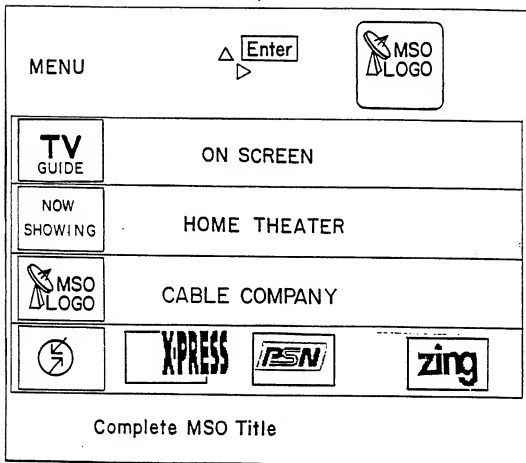 MENU
Enter
MSO
LOGO
TV
GUIDE
ON SCREEN
NOW
SHOWING
HOME THEATER
MSO
LOGO
CABLE COMPANY
X·PRESS
PSN
zing
Complete MSO Title